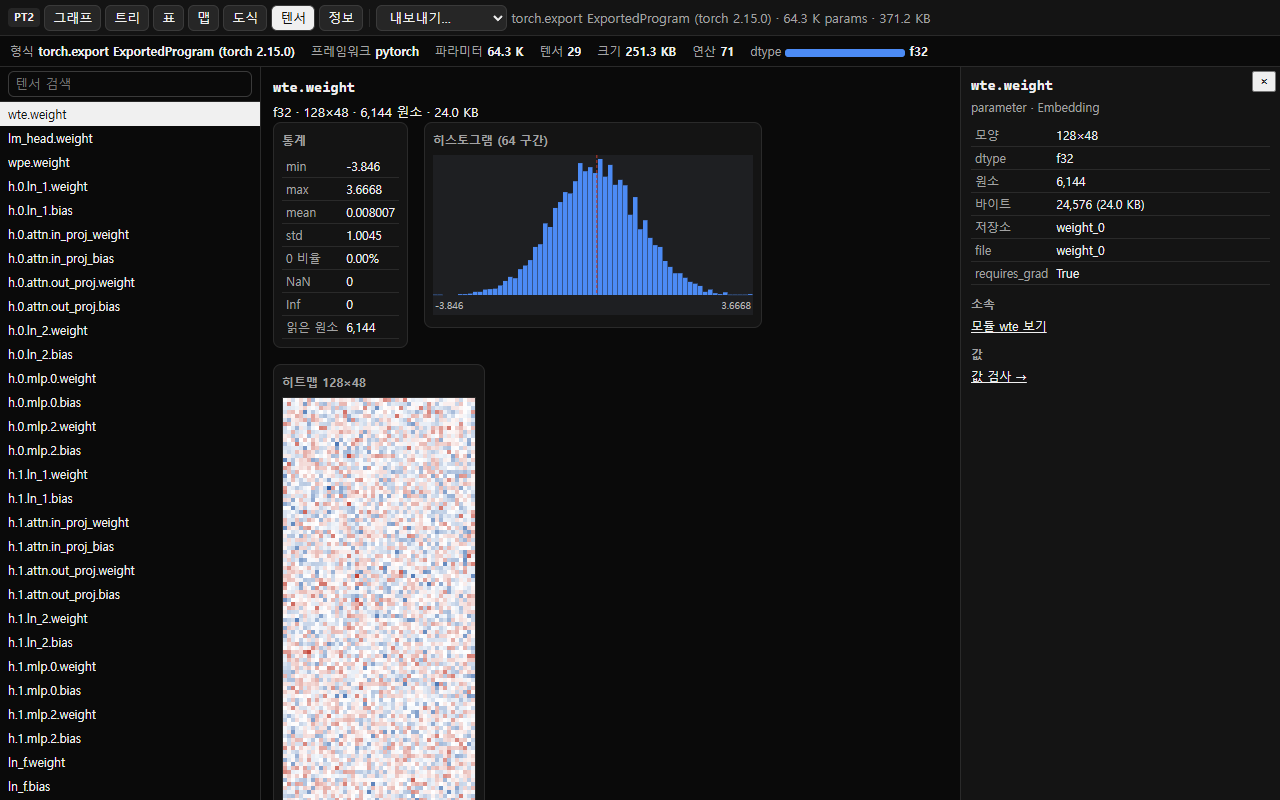 PT2 그래프 트리 표 맵 도식 텐서 정보 내보내기... torch.export ExportedProgram (torch 2.15.0) · 64.3 K params · 371.2 KB
형식 torch.export ExportedProgram (torch 2.15.0) 프레임워크 pytorch 파라미터 64.3 K 텐서 29 크기 251.3 KB 연산 71 dtype f32
텐서 검색
wte.weight
lm_head.weight
wpe.weight
h.0.ln_1.weight
h.0.ln_1.bias
h.0.attn.in_proj_weight
h.0.attn.in_proj_bias
h.0.attn.out_proj.weight
h.0.attn.out_proj.bias
h.0.ln_2.weight
h.0.ln_2.bias
h.0.mlp.0.weight
h.0.mlp.0.bias
h.0.mlp.2.weight
h.0.mlp.2.bias
h.1.ln_1.weight
h.1.ln_1.bias
h.1.attn.in_proj_weight
h.1.attn.in_proj_bias
h.1.attn.out_proj.weight
h.1.attn.out_proj.bias
h.1.ln_2.weight
h.1.ln_2.bias
h.1.mlp.0.weight
h.1.mlp.0.bias
h.1.mlp.2.weight
h.1.mlp.2.bias
ln_f.weight
ln_f.bias
wte.weight
f32 · 128×48 · 6,144 원소 · 24.0 KB
통계
min -3.846
max 3.6668
mean 0.008007
std 1.0045
0 비율 0.00%
NaN 0
Inf 0
읽은 원소 6,144
히스토그램 (64 구간)
-3.846 3.6668
히트맵 128×48
wte.weight ×
parameter · Embedding
모양 128×48
dtype f32
원소 6,144
바이트 24,576 (24.0 KB)
저장소 weight_0
file weight_0
requires_grad True
소속
모듈 wte 보기
값
값 검사 →